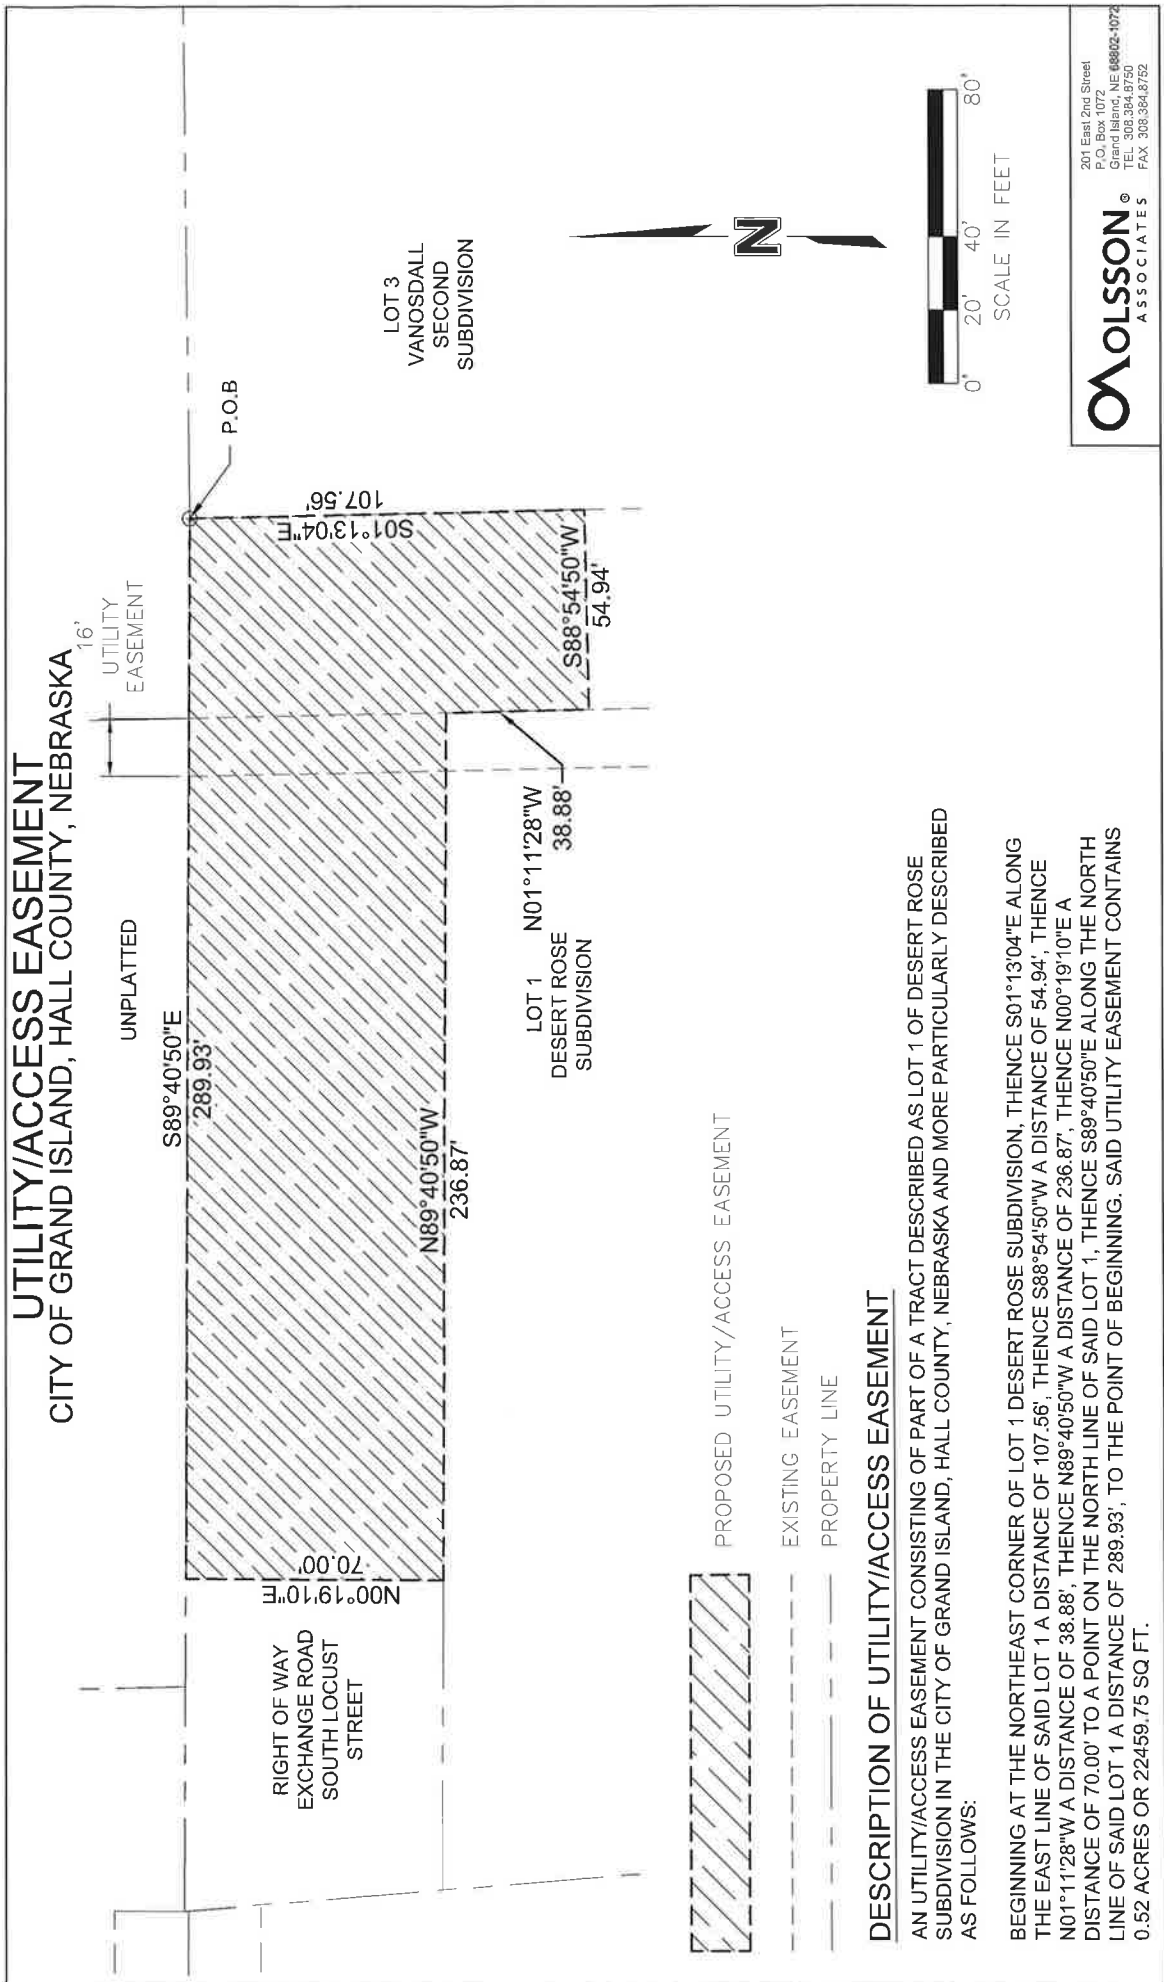 UTILITY/ACCESS EASEMENT
CITY OF GRAND ISLAND, HALL COUNTY, NEBRASKA
16'
UTILITY
EASEMENT
UNPLATTED
S89°40'50"E
289.93'
P.O.B
S01°13'04"E
107.56'
LOT 3
VANOSDALL
SECOND
SUBDIVISION
RIGHT OF WAY
EXCHANGE ROAD
SOUTH LOCUST
STREET
N00°19'10"E
70.00'
N89°40'50"W
236.87'
S88°54'50"W
54.94'
N01°11'28"W
38.88'
LOT 1
DESERT ROSE
SUBDIVISION
N
0' 20' 40' 80'
SCALE IN FEET
PROPOSED UTILITY/ACCESS EASEMENT
EXISTING EASEMENT
PROPERTY LINE
DESCRIPTION OF UTILITY/ACCESS EASEMENT
AN UTILITY/ACCESS EASEMENT CONSISTING OF PART OF A TRACT DESCRIBED AS LOT 1 OF DESERT ROSE
SUBDIVISION IN THE CITY OF GRAND ISLAND, HALL COUNTY, NEBRASKA AND MORE PARTICULARLY DESCRIBED
AS FOLLOWS:
BEGINNING AT THE NORTHEAST CORNER OF LOT 1 DESERT ROSE SUBDIVISION, THENCE S01°13'04"E ALONG
THE EAST LINE OF SAID LOT 1 A DISTANCE OF 107.56', THENCE S88°54'50"W A DISTANCE OF 54.94', THENCE
N01°11'28"W A DISTANCE OF 38.88', THENCE N89°40'50"W A DISTANCE OF 236.87', THENCE N00°19'10"E A
DISTANCE OF 70.00' TO A POINT ON THE NORTH LINE OF SAID LOT 1, THENCE S89°40'50"E ALONG THE NORTH
LINE OF SAID LOT 1 A DISTANCE OF 289.93', TO THE POINT OF BEGINNING. SAID UTILITY EASEMENT CONTAINS
0.52 ACRES OR 22459.75 SQ FT.
OLSSON®
ASSOCIATES
201 East 2nd Street
P.O. Box 1072
Grand Island, NE 68802-1072
TEL 308.384.8750
FAX 308.384.8752